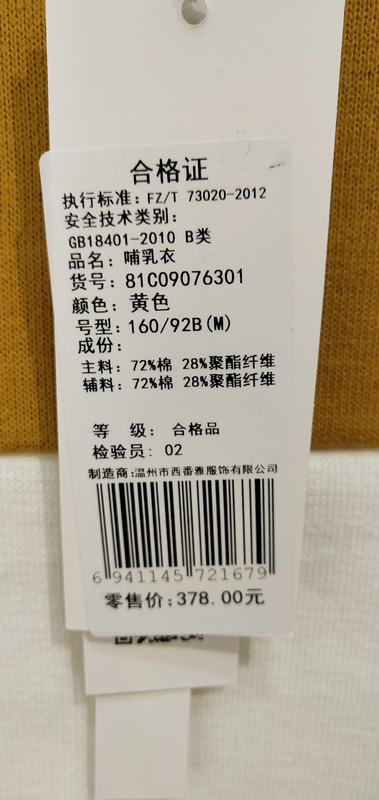 合格证
执行标准: FZ/T 73020-2012
安全技术类别:
GB18401-2010 B类
品名: 哺乳衣
货号: 81C09076301
颜色: 黄色
号型: 160/92B(M)
成份:
主料: 72%棉 28%聚酯纤维
辅料: 72%棉 28%聚酯纤维
等 级: 合格品
检验员: 02
制造商:温州市西番雅服饰有限公司
6 941145 721679
零售价:378.00元